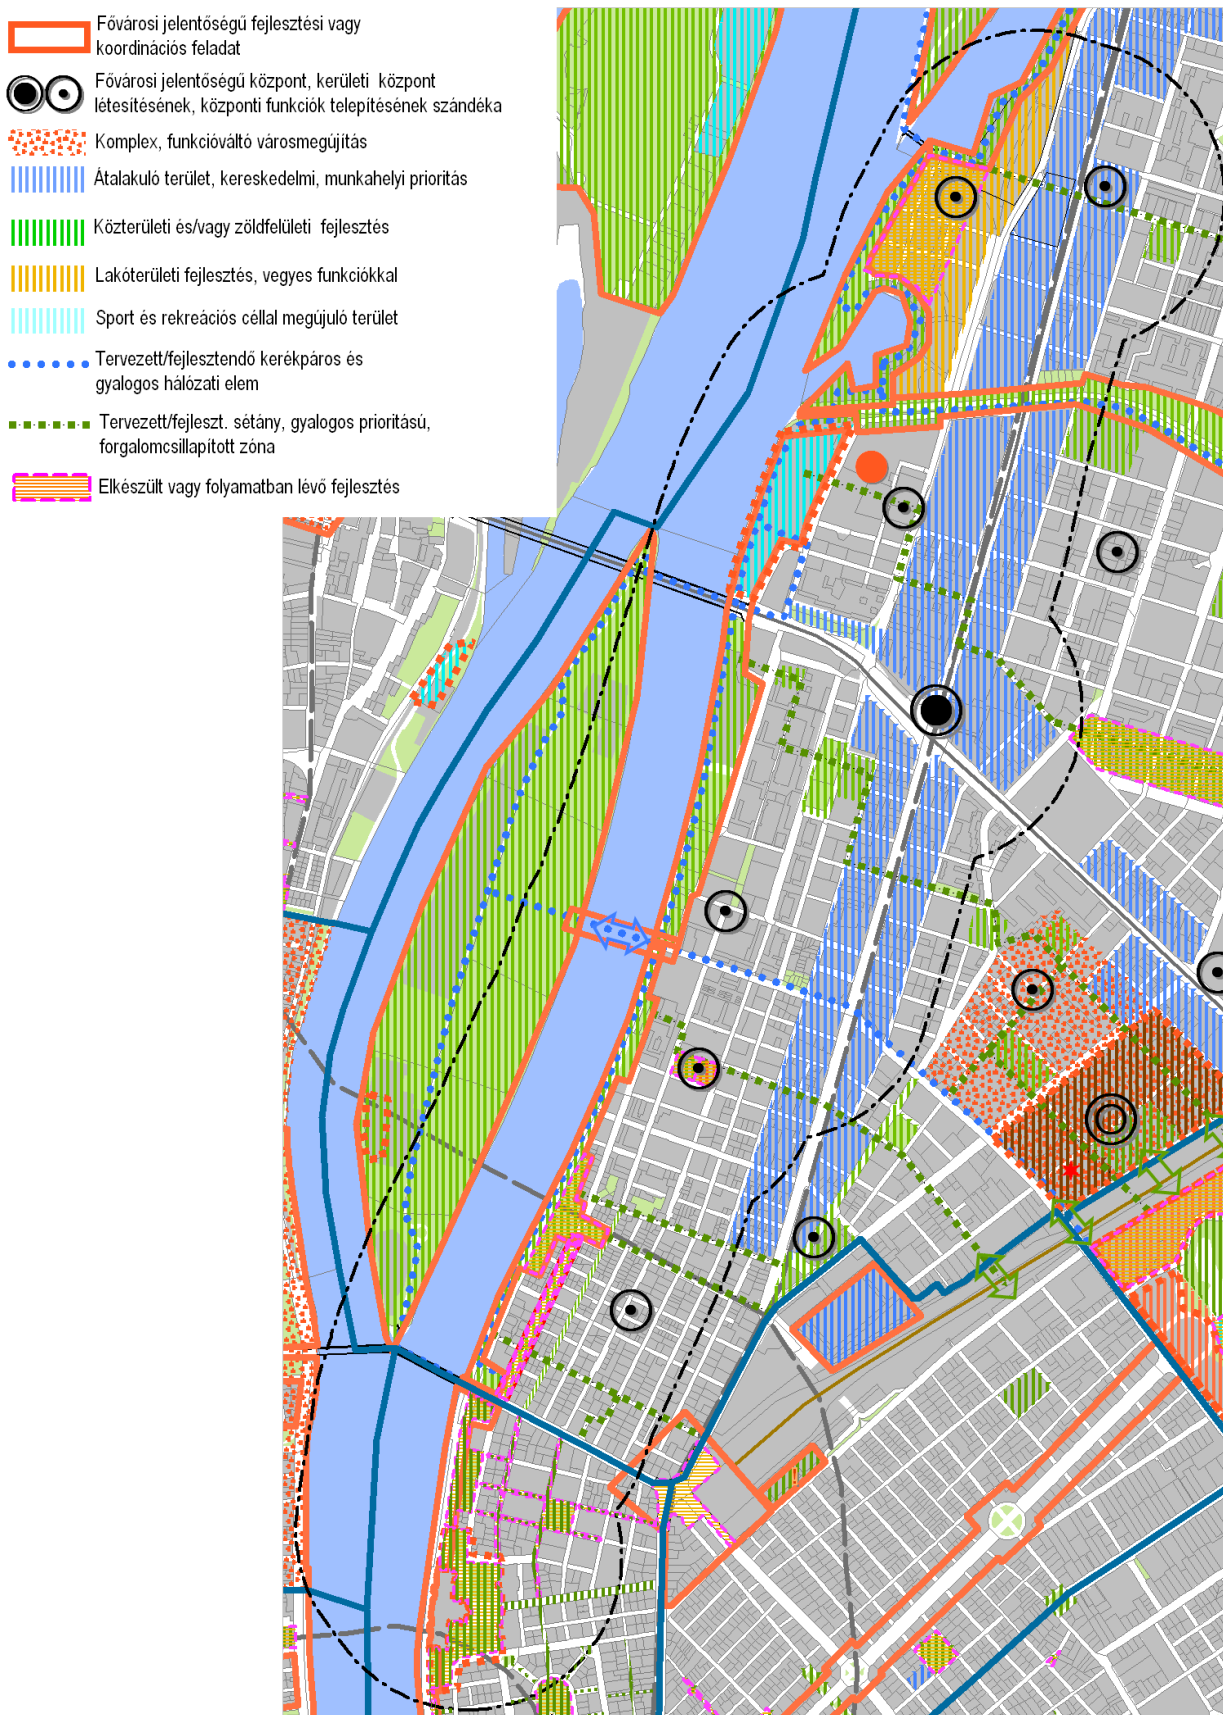 Fővárosi jelentőségű fejlesztési vagy
koordinációs feladat
Fővárosi jelentőségű központ, kerületi központ
létesítésének, központi funkciók telepítésének szándéka
Komplex, funkcióváltó városmegújítás
Átalakuló terület, kereskedelmi, munkahelyi prioritás
Közterületi és/vagy zöldfelületi fejlesztés
Lakóterületi fejlesztés, vegyes funkciókkal
Sport és rekreációs céllal megújuló terület
Tervezett/fejlesztendő kerékpáros és
gyalogos hálózati elem
Tervezett/fejleszt. sétány, gyalogos prioritású,
forgalomcsillapított zóna
Elkészült vagy folyamatban lévő fejlesztés